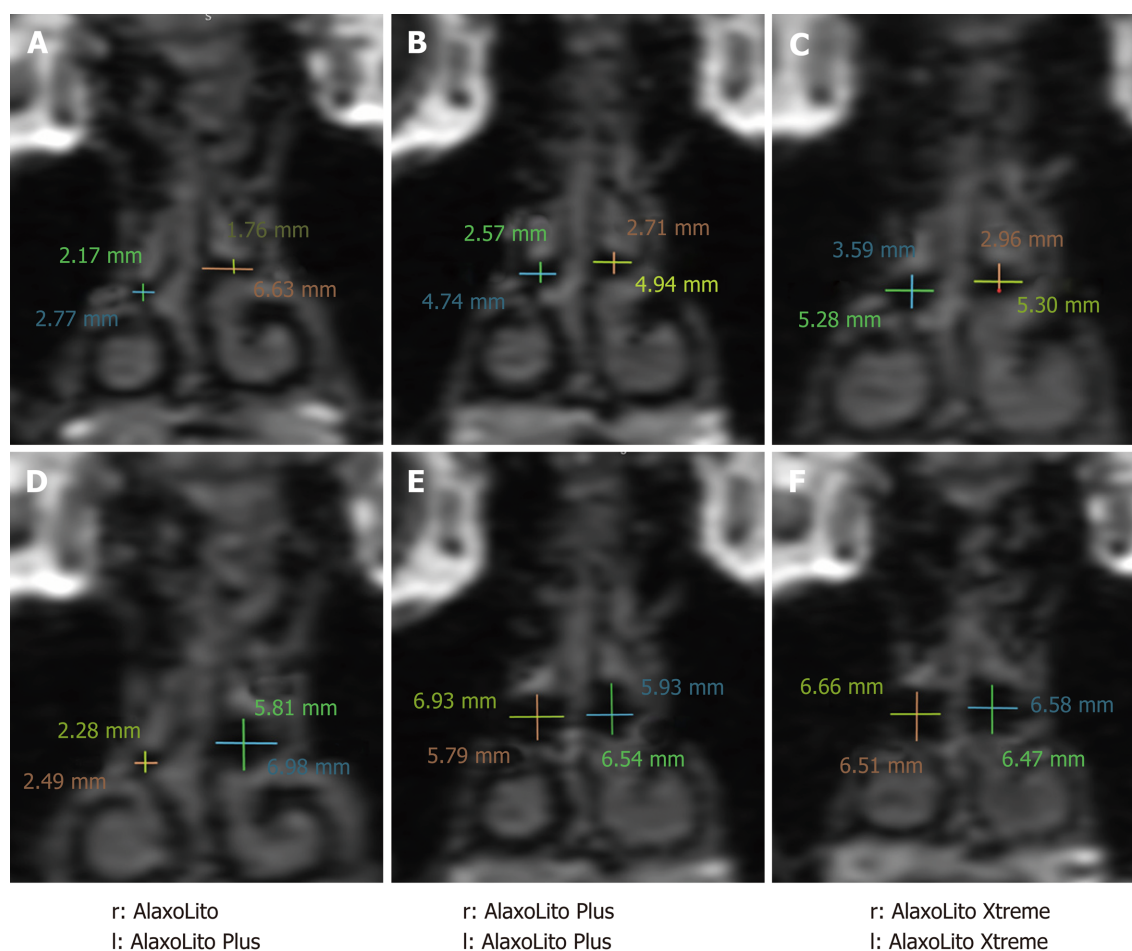 s
A
B
C
1.76 mm
2.17 mm
6.63 mm
2.77 mm
2.71 mm
2.57 mm
4.94 mm
4.74 mm
2.96 mm
3.59 mm
5.30 mm
5.28 mm
D
E
F
5.81 mm
2.28 mm
6.98 mm
2.49 mm
5.93 mm
6.93 mm
5.79 mm
6.54 mm
6.66 mm
6.58 mm
6.51 mm
6.47 mm
r: AlaxoLito
l: AlaxoLito Plus
r: AlaxoLito Plus
l: AlaxoLito Plus
r: AlaxoLito Xtreme
l: AlaxoLito Xtreme